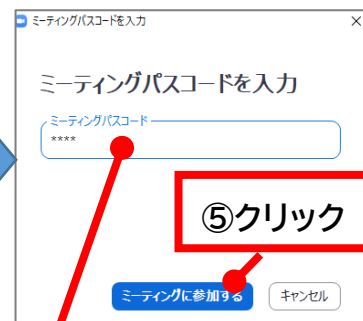 ミーティングパスコードを入力
×
ミーティングパスコードを入力
ミーティングパスコード
****
⑤クリック
ミーティングに参加する
キャンセル